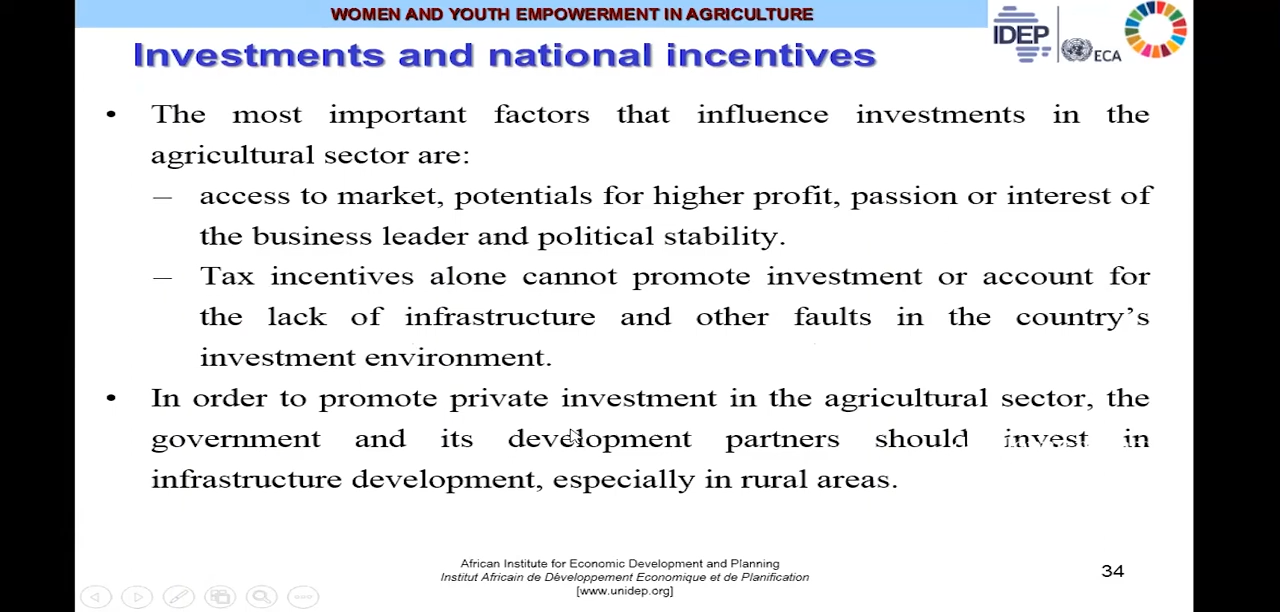 WOMEN AND YOUTH EMPOWERMENT IN AGRICULTURE
IDEP
ECA
Investments and national incentives
• The most important factors that influence investments in the
agricultural sector are:
– access to market, potentials for higher profit, passion or interest of
the business leader and political stability.
– Tax incentives alone cannot promote investment or account for
the lack of infrastructure and other faults in the country's
investment environment.
• In order to promote private investment in the agricultural sector, the
government and its development partners should invest in
infrastructure development, especially in rural areas.
African Institute for Economic Development and Planning
Institut Africain de Développement Economique et de Planification
[www.unidep.org]
34